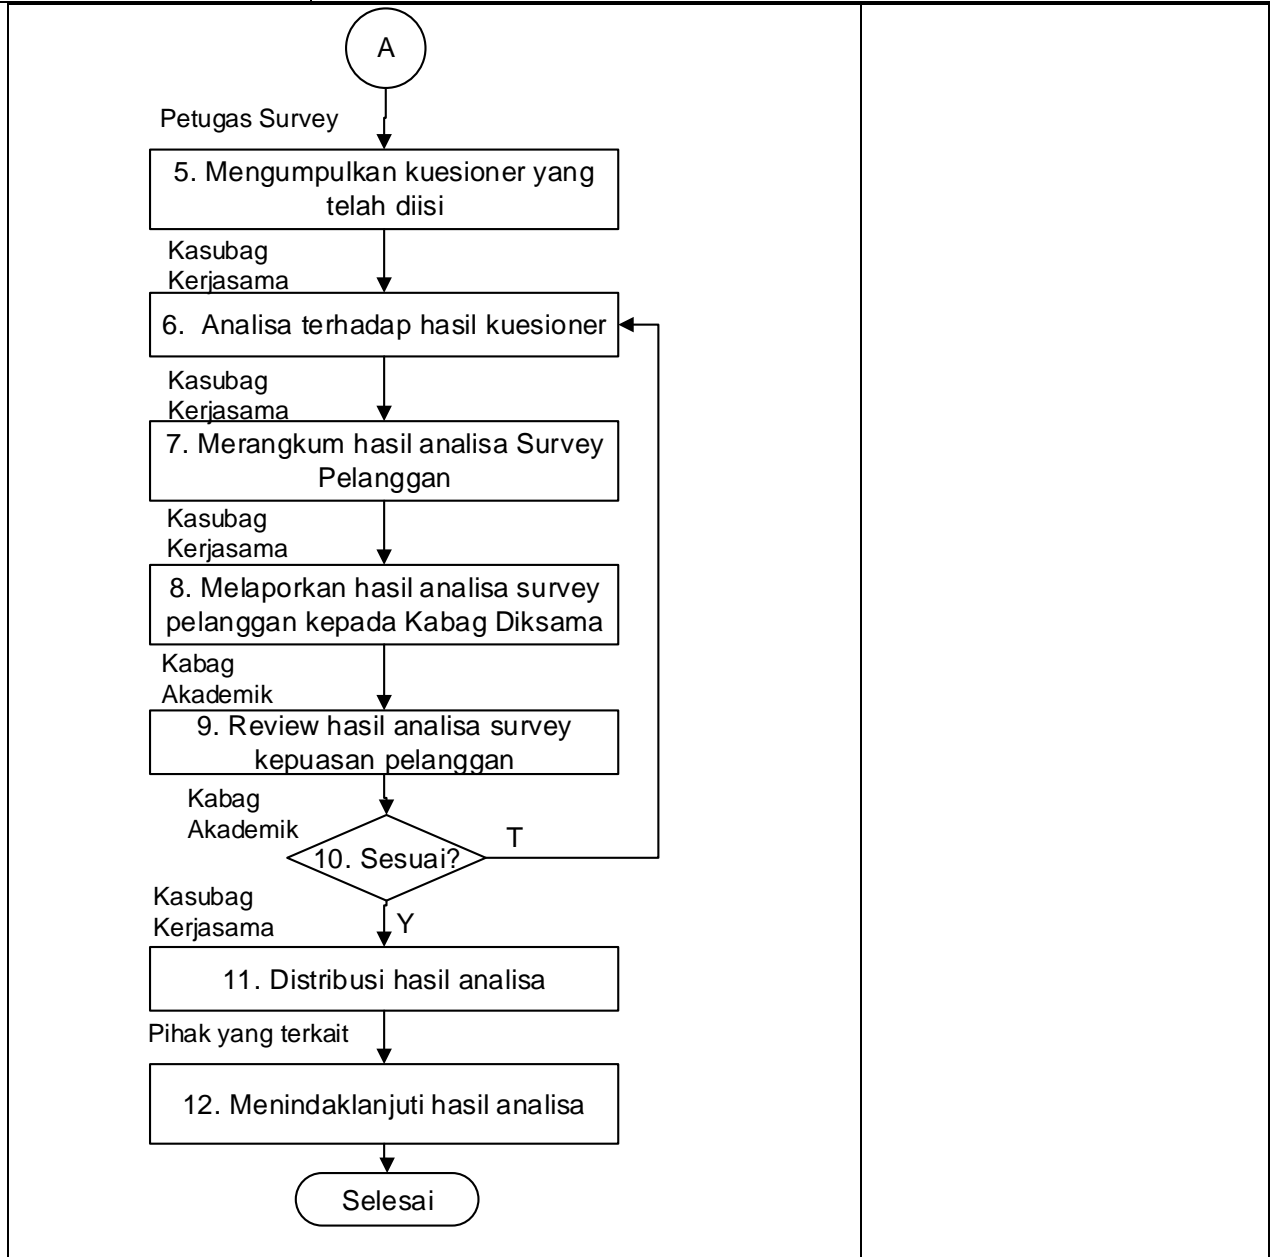 A
Petugas Survey
5. Mengumpulkan kuesioner yang
telah diisi
Kasubag
Kerjasama
6.  Analisa terhadap hasil kuesioner
Kasubag
Kerjasama
7. Merangkum hasil analisa Survey
Pelanggan
Kasubag
Kerjasama
8. Melaporkan hasil analisa survey
pelanggan kepada Kabag Diksama
Kabag
Akademik
9. Review hasil analisa survey
kepuasan pelanggan
Kabag
Akademik
T
10. Sesuai?
Kasubag
Kerjasama
Y
11. Distribusi hasil analisa
Pihak yang terkait
12. Menindaklanjuti hasil analisa
Selesai